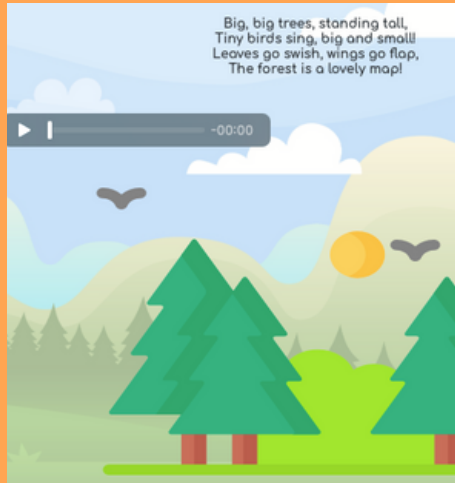 Big, big trees, standing tall,
Tiny birds sing, big and small!
Leaves go swish, wings go flap,
The forest is a lovely map!
-00:00